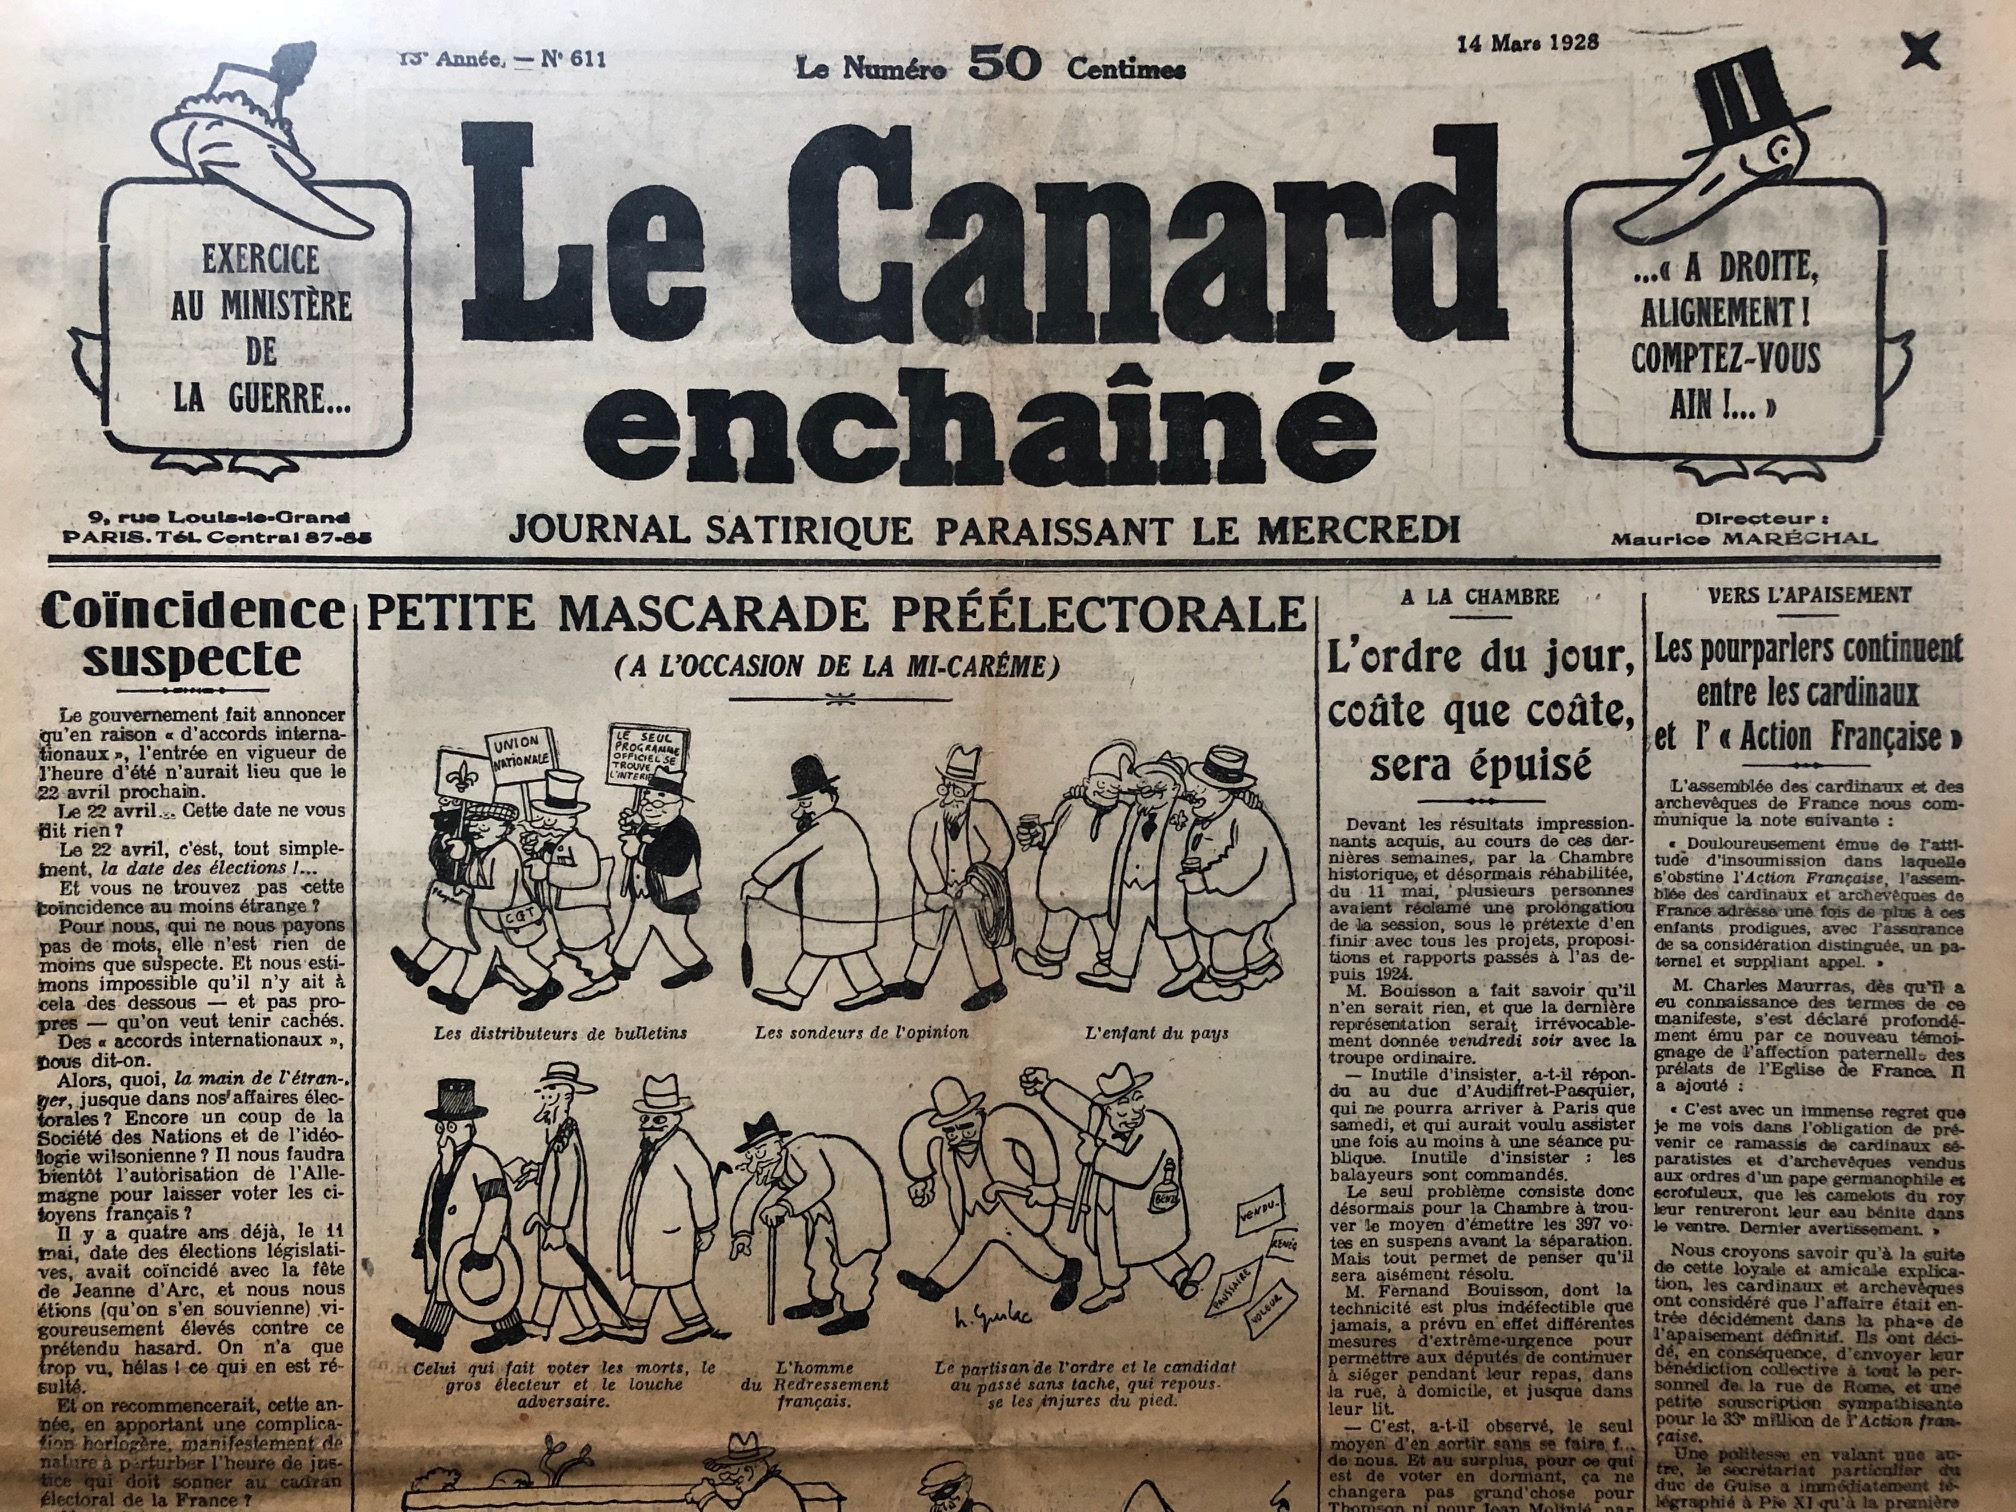 13e Année. — N° 611
Le Numéro 50 Centimes
14 Mars 1928
EXERCICE
AU MINISTÈRE
DE
LA GUERRE...
Le Canard
enchaîné
...« A DROITE,
ALIGNEMENT !
COMPTEZ-VOUS
AIN !... »
9, rue Louis-le-Grand
PARIS. Tél. Central 87-85
JOURNAL SATIRIQUE PARAISSANT LE MERCREDI
Directeur :
Maurice MARÉCHAL
Coïncidence
suspecte
Le gouvernement fait annoncer
qu'en raison « d'accords interna-
tionaux », l'entrée en vigueur de
l'heure d'été n'aurait lieu que le
22 avril prochain.
Le 22 avril... Cette date ne vous
dit rien ?
Le 22 avril, c'est, tout simple-
ment, la date des élections !...
Et vous ne trouvez pas cette
coïncidence au moins étrange ?
Pour nous, qui ne nous payons
pas de mots, elle n'est rien de
moins que suspecte. Et nous esti-
mons impossible qu'il n'y ait à
cela des dessous — et pas pro-
pres — qu'on veut tenir cachés.
Des « accords internationaux »,
nous dit-on.
Alors, quoi, la main de l'étran-
ger, jusque dans nos affaires élec-
torales ? Encore un coup de la
Société des Nations et de l'idéo-
logie wilsonienne ? Il nous faudra
bientôt l'autorisation de l'Alle-
magne pour laisser voter les ci-
toyens français ?
Il y a quatre ans déjà, le 11
mai, date des élections législati-
ves, avait coïncidé avec la fête
de Jeanne d'Arc, et nous nous
étions (qu'on s'en souvienne) vi-
goureusement élevés contre ce
prétendu hasard. On n'a que
trop vu, hélas ! ce qui en est ré-
sulté.
Et on recommencerait, cette an-
née, en apportant une complica-
tion horlogère, manifestement de
nature à perturber l'heure de jus-
tice qui doit sonner au cadran
électoral de la France ?
PETITE MASCARADE PRÉÉLECTORALE
(A L'OCCASION DE LA MI-CARÊME)
UNION
NATIONALE
LE SEUL
PROGRAMME
OFFICIEL SE
TROUVE
L'INTERIE
CGT
Les distributeurs de bulletins
Les sondeurs de l'opinion
L'enfant du pays
VENDU-
RENÉG
FAUSSAIRE
VOLEUR
H. Guilac
Celui qui fait voter les morts, le
gros électeur et le louche
adversaire.
L'homme
du Redressement
français.
Le partisan de l'ordre et le candidat
au passé sans tache, qui repous-
se les injures du pied.
A LA CHAMBRE
L'ordre du jour,
coâte que coâte,
sera épuisé
Devant les résultats impression-
nants acquis, au cours de ces der-
nières semaines, par la Chambre
historique, et désormais réhabilitée,
du 11 mai, plusieurs personnes
avaient réclamé une prolongation
de la session, sous le prétexte d'en
finir avec tous les projets, proposi-
tions et rapports passés à l'as de-
puis 1924.
M. Bouisson a fait savoir qu'il
n'en serait rien, et que la dernière
représentation serait irrévocable-
ment donnée vendredi soir avec la
troupe ordinaire.
— Inutile d'insister, a-t-il répon-
du au duc d'Audiffret-Pasquier,
qui ne pourra arriver à Paris que
samedi, et qui aurait voulu assister
une fois au moins à une séance pu-
blique. Inutile d'insister : les
balayeurs sont commandés.
Le seul problème consiste donc
désormais pour la Chambre à trou-
ver le moyen d'émettre les 397 vo-
tes en suspens avant la séparation.
Mais tout permet de penser qu'il
sera aisément résolu.
M. Fernand Bouisson, dont la
technicité est plus indéfectible que
jamais, a prévu en effet différentes
mesures d'extrême-urgence pour
permettre aux députés de continuer
à siéger pendant leur repas, dans
la rue, à domicile, et jusque dans
leur lit.
— C'est, a-t-il observé, le seul
moyen d'en sortir sans se faire f...
de nous. Et au surplus, pour ce qui
est de voter en dormant, ça ne
changera pas grand'chose pour
Thomson ni pour Jean Molinié, par
VERS L'APAISEMENT
Les pourparlers continuent
entre les cardinaux
et l' « Action Française »
L'assemblée des cardinaux et des
archevêques de France nous com-
munique la note suivante :
« Douloureusement émue de l'atti-
tude d'insoumission dans laquelle
s'obstine l'Action Française, l'assem-
blée des cardinaux et archevêques de
France adresse une fois de plus à ces
enfants prodigues, avec l'assurance
de sa considération distinguée, un pa-
ternel et suppliant appel. »
M. Charles Maurras, dès qu'il a
eu connaissance des termes de ce
manifeste, s'est déclaré profondé-
ment ému par ce nouveau témoi-
gnage de l'affection paternelle des
prélats de l'Eglise de France. Il
a ajouté :
« C'est avec un immense regret que
je me vois dans l'obligation de pré-
venir ce ramassis de cardinaux sé-
paratistes et d'archevêques vendus
aux ordres d'un pape germanophile et
scrofuleux, que les camelots du roy
leur rentreront leur eau bénite dans
le ventre. Dernier avertissement. »
Nous croyons savoir qu'à la suite
de cette loyale et amicale explica-
tion, les cardinaux et archevêques
ont considéré que l'affaire était en-
trée décidément dans la phase de
l'apaisement définitif. Ils ont déci-
dé, en conséquence, d'envoyer leur
bénédiction collective à tout le per-
sonnel de la rue de Rome, et une
petite souscription sympathisante
pour le 33e million de l'Action fran-
çaise.
Une politesse en valant une au-
tre, le secrétariat particulier du
duc de Guise a immédiatement té-
légraphié à Pie XI qu'à la première